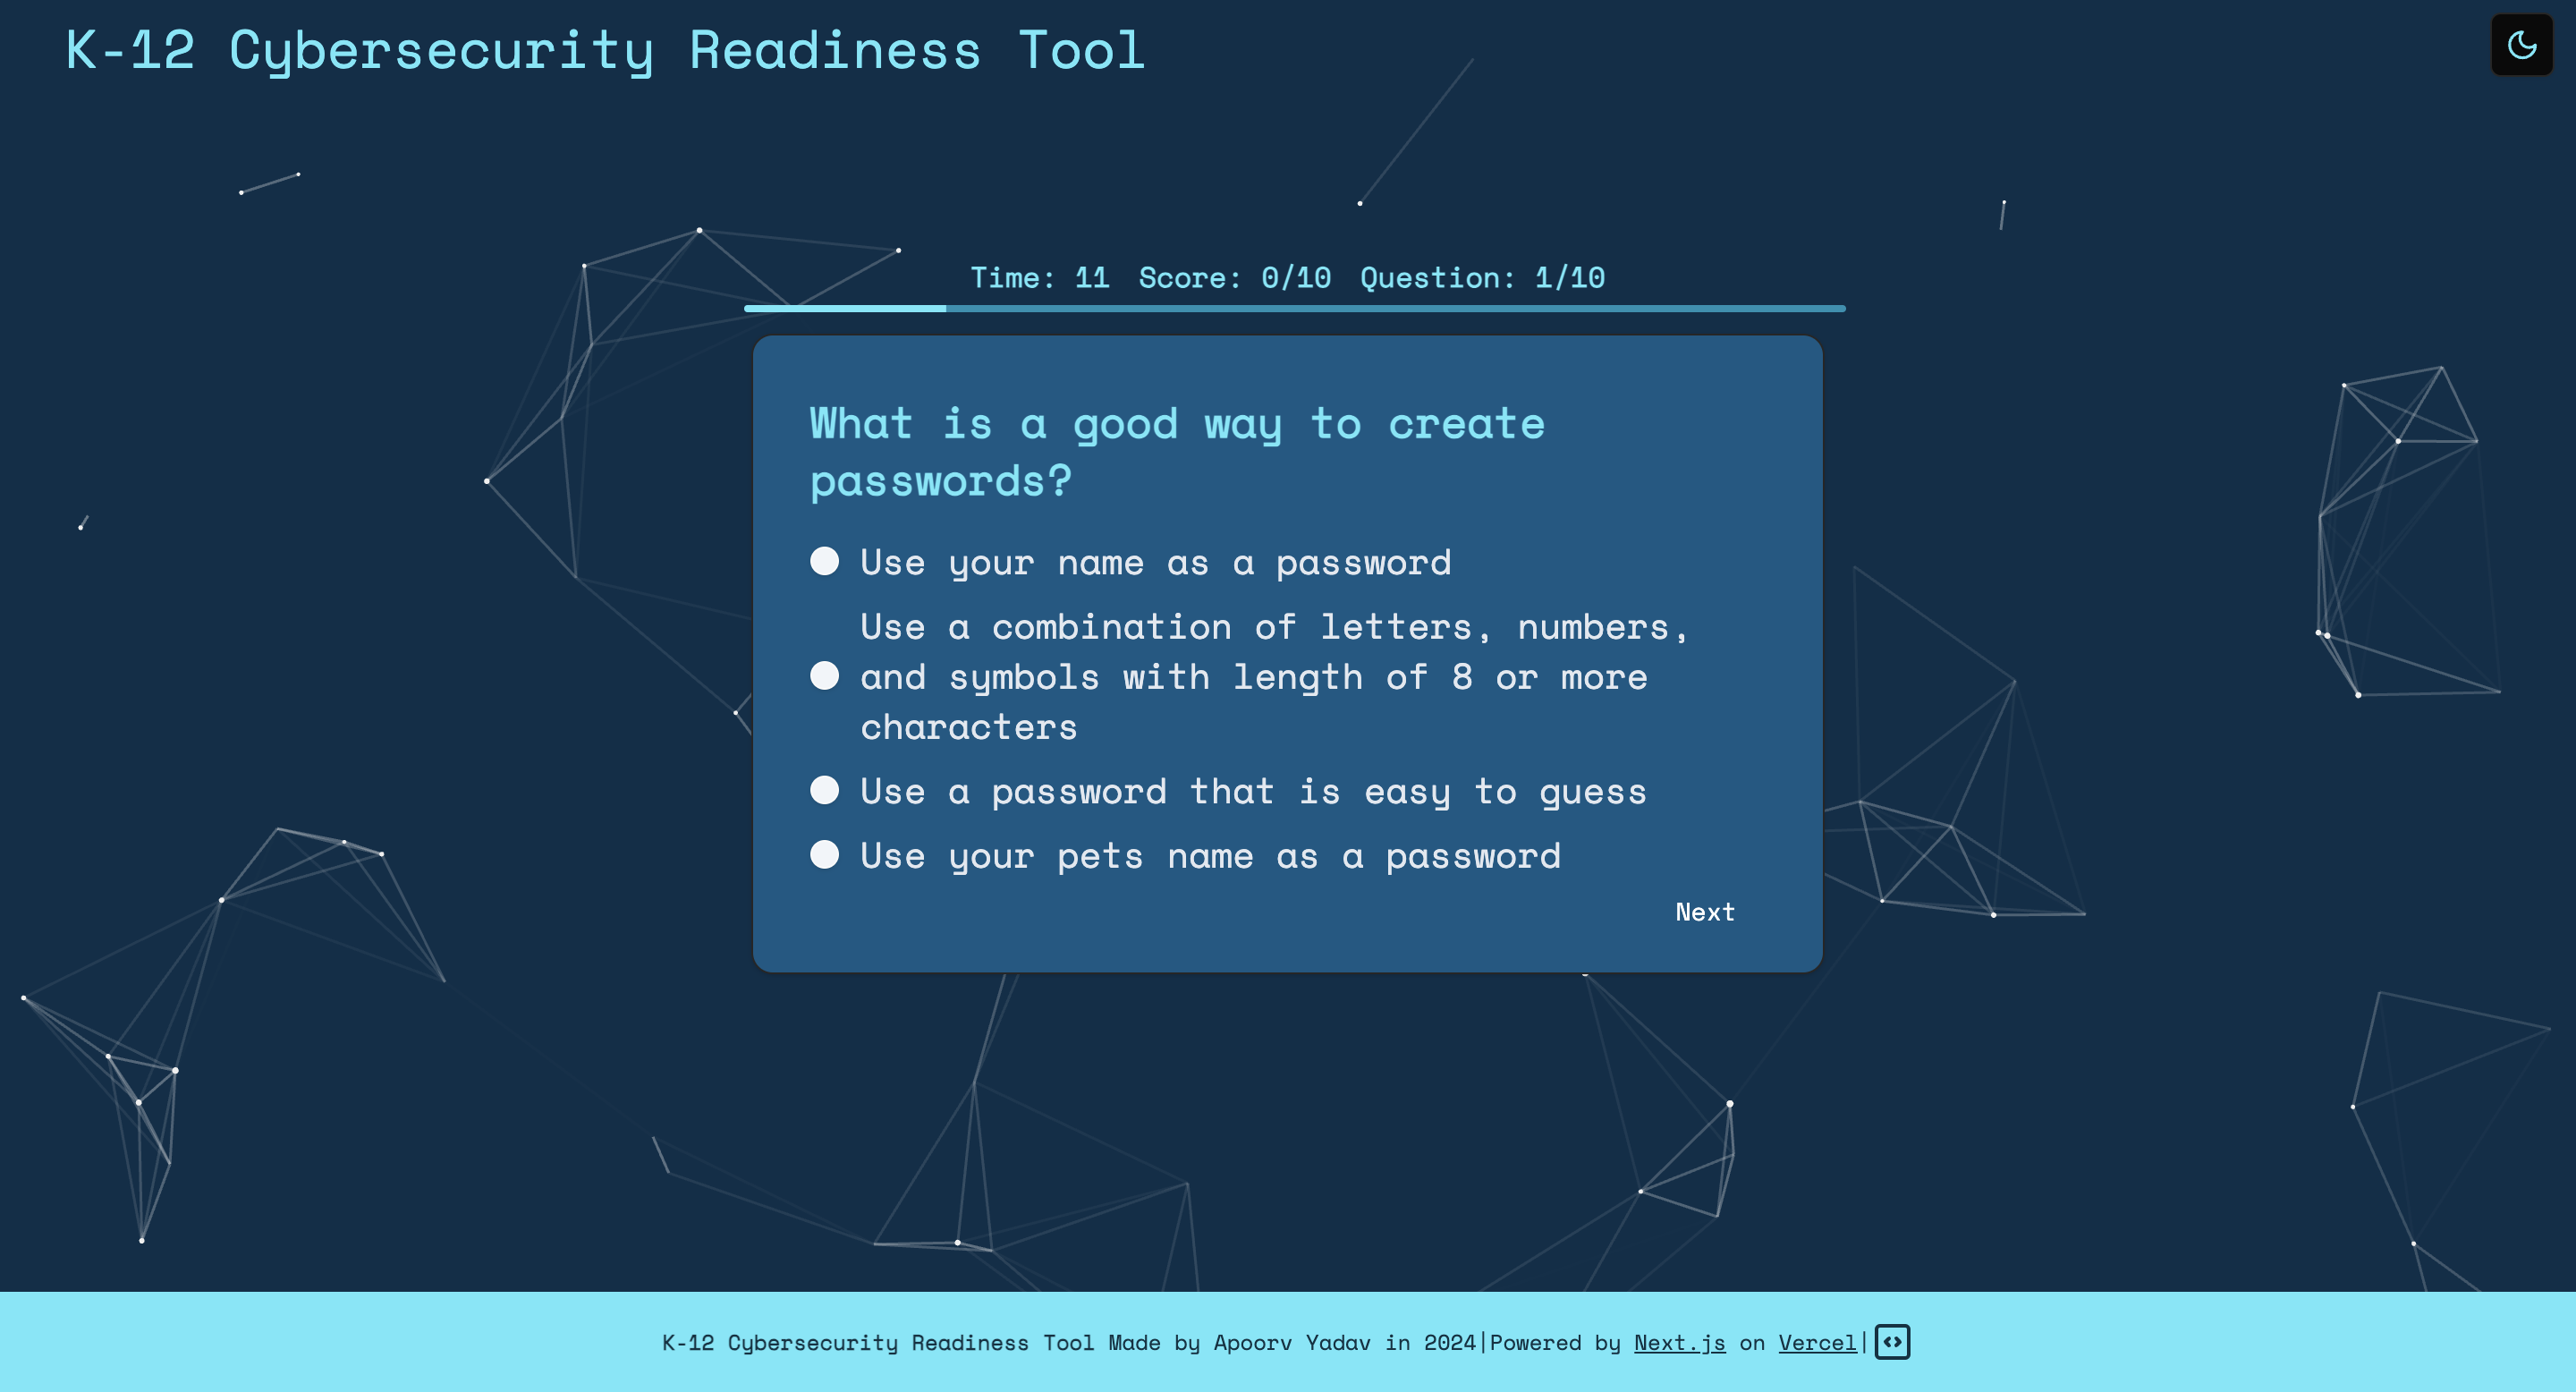 K-12 Cybersecurity Readiness Tool
Time: 11 Score: 0/10 Question: 1/10
What is a good way to create
passwords?
Use your name as a password
Use a combination of letters, numbers,
and symbols with length of 8 or more
characters
Use a password that is easy to guess
Use your pets name as a password
Next
K-12 Cybersecurity Readiness Tool Made by Apoorv Yadav in 2024|Powered by Next.js on Vercel|